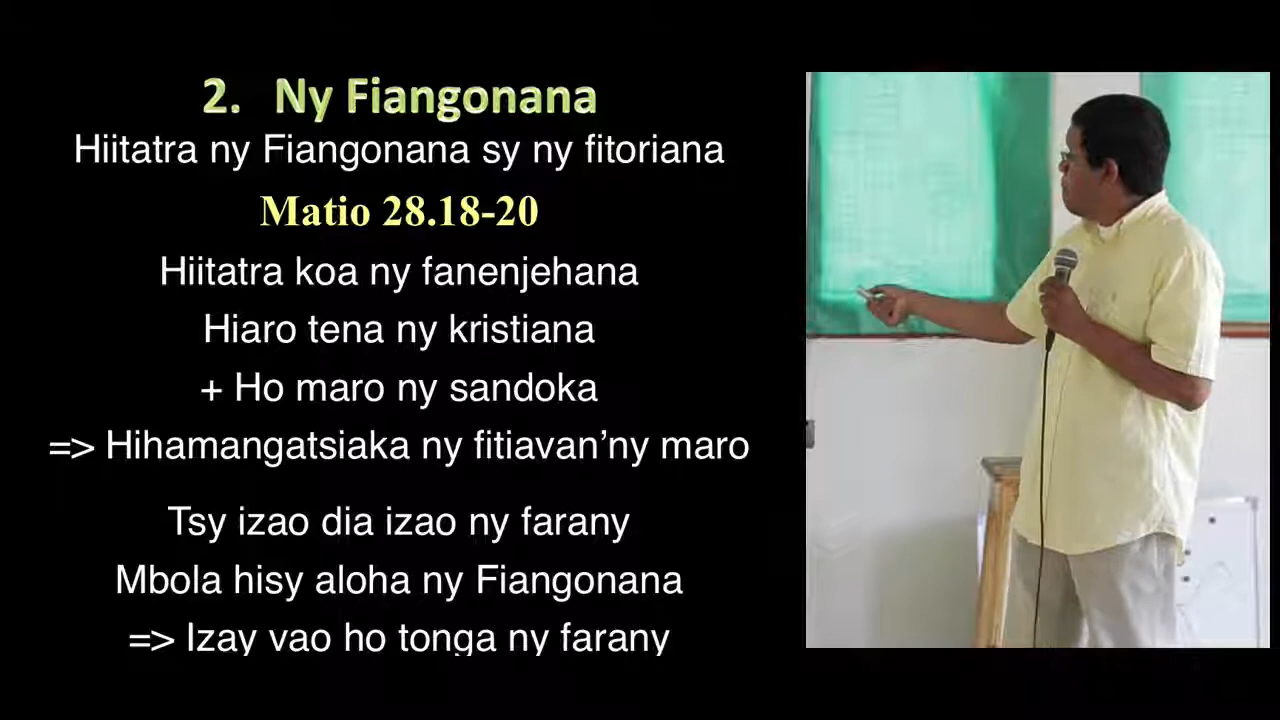 2. Ny Fiangonana
Hiitatra ny Fiangonana sy ny fitoriana
Matio 28.18-20
Hiitatra koa ny fanenjehana
Hiaro tena ny kristiana
+ Ho maro ny sandoka
=> Hihamangatsiaka ny fitiavan’ny maro
Tsy izao dia izao ny farany
Mbola hisy aloha ny Fiangonana
=> Izay vao ho tonga ny farany